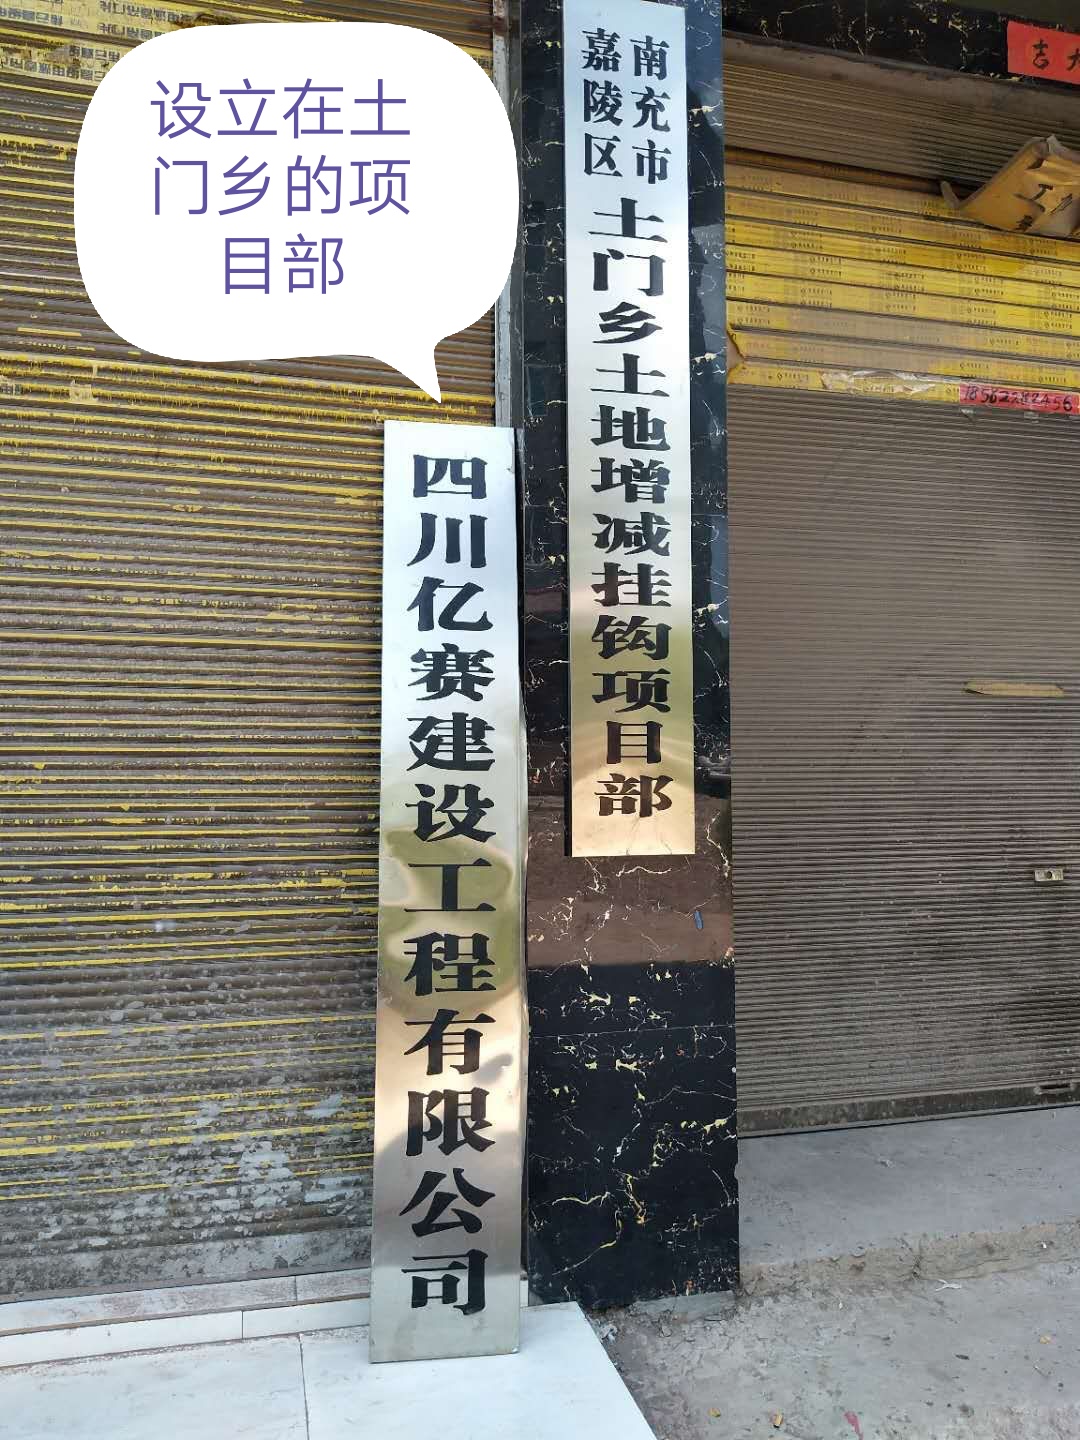 设立在土
门乡的项
目部
南充市
嘉陵区
土门乡土地增减挂钩项目部
四川亿赛建设工程有限公司
吉